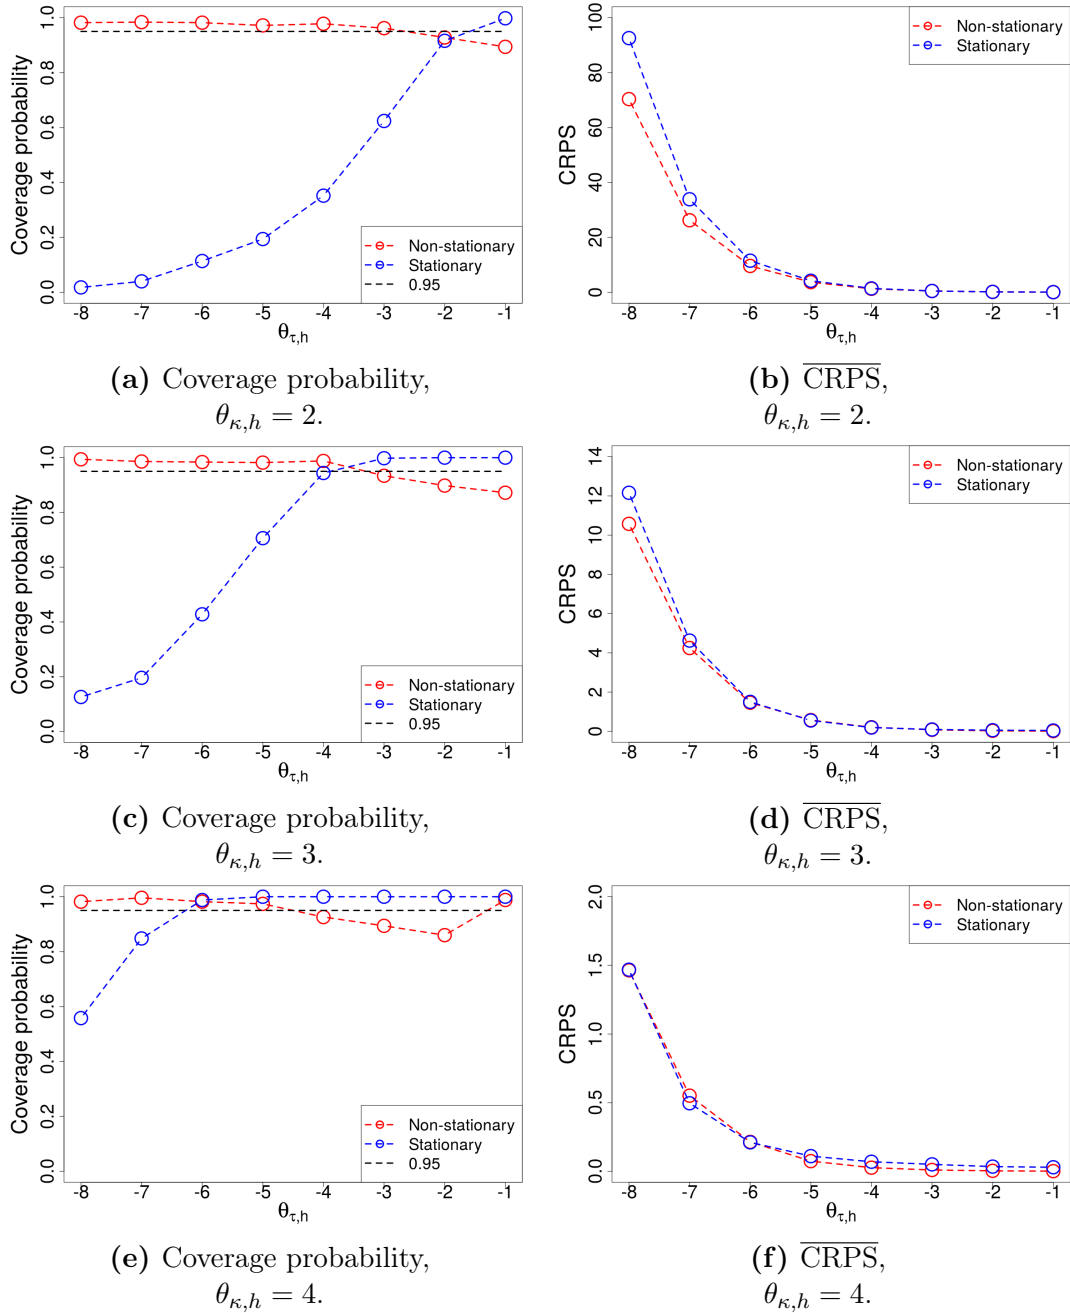 Coverage probability
0.0 0.2 0.4 0.6 0.8 1.0
Non-stationary
Stationary
0.95
-8 -7 -6 -5 -4 -3 -2 -1
θτ,h
(a) Coverage probability,
θκ,h = 2.
CRPS
0 20 40 60 80 100
Non-stationary
Stationary
-8 -7 -6 -5 -4 -3 -2 -1
θτ,h
(b) CRPS,
θκ,h = 2.
Coverage probability
0.0 0.2 0.4 0.6 0.8 1.0
Non-stationary
Stationary
0.95
-8 -7 -6 -5 -4 -3 -2 -1
θτ,h
(c) Coverage probability,
θκ,h = 3.
CRPS
0 2 4 6 8 10 12 14
Non-stationary
Stationary
-8 -7 -6 -5 -4 -3 -2 -1
θτ,h
(d) CRPS,
θκ,h = 3.
Coverage probability
0.0 0.2 0.4 0.6 0.8 1.0
Non-stationary
Stationary
0.95
-8 -7 -6 -5 -4 -3 -2 -1
θτ,h
(e) Coverage probability,
θκ,h = 4.
CRPS
0.0 0.5 1.0 1.5 2.0
Non-stationary
Stationary
-8 -7 -6 -5 -4 -3 -2 -1
θτ,h
(f) CRPS,
θκ,h = 4.